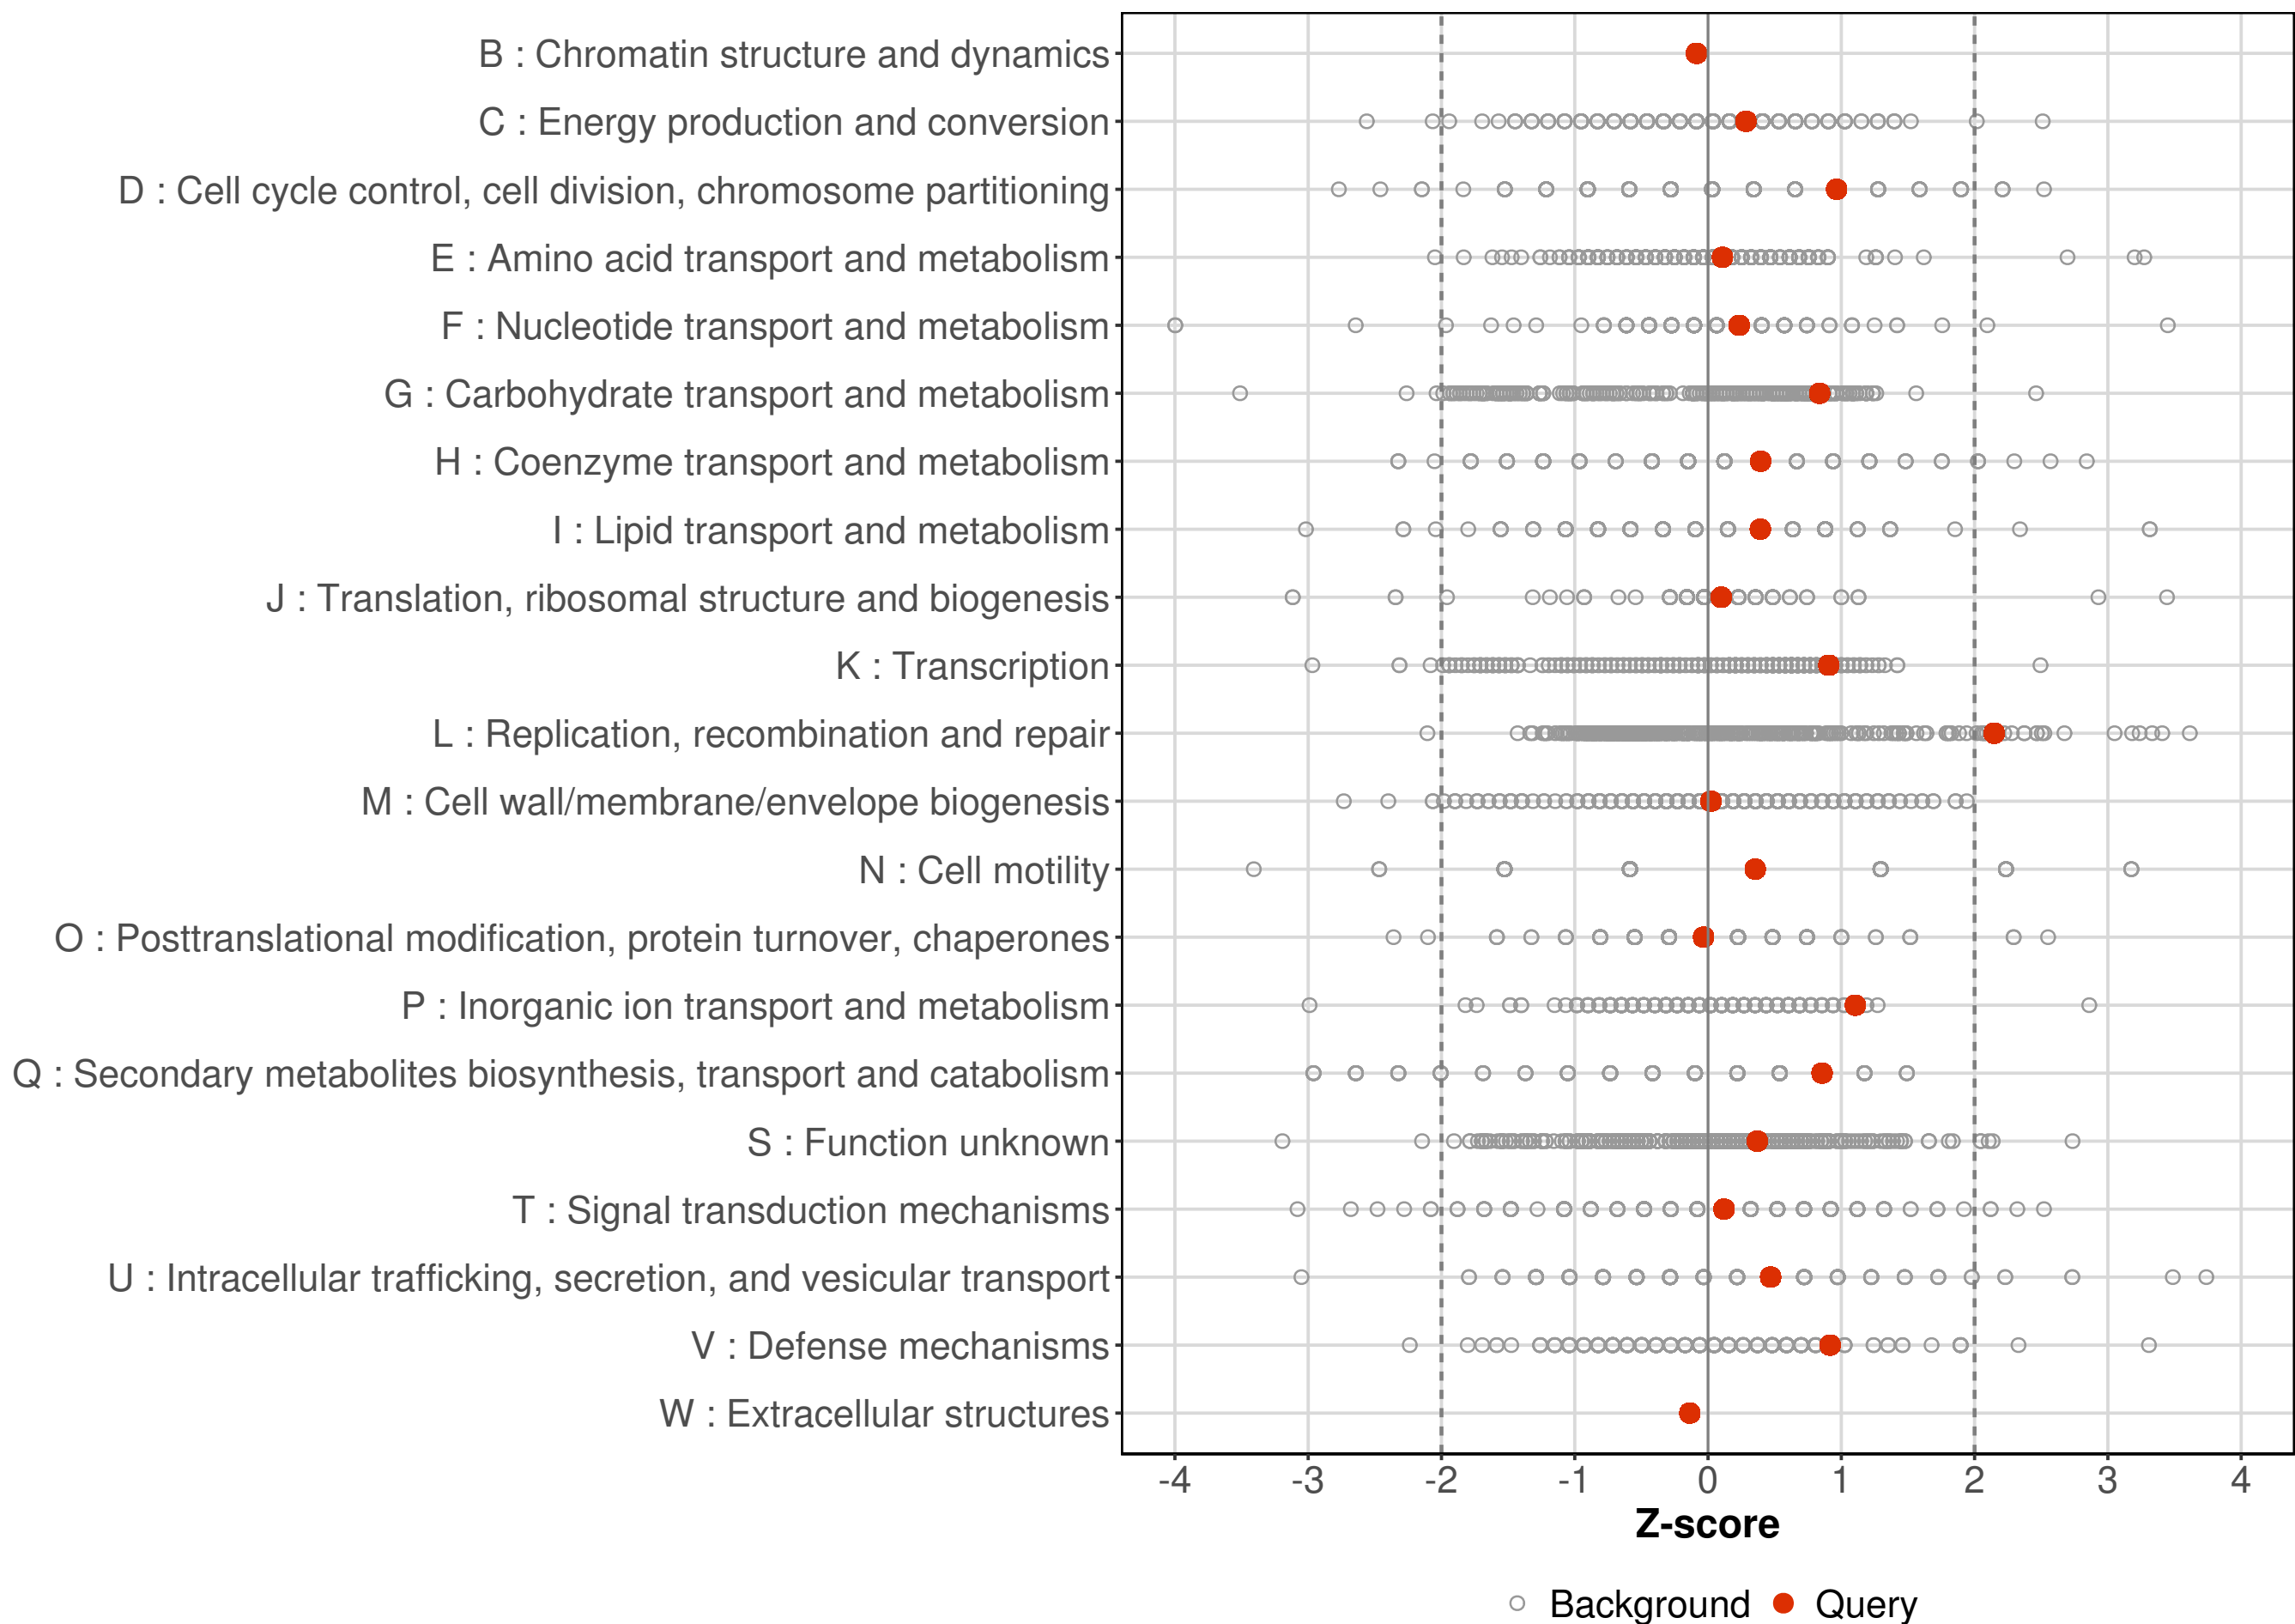 B : Chromatin structure and dynamics
C : Energy production and conversion
D : Cell cycle control, cell division, chromosome partitioning
E : Amino acid transport and metabolism
F : Nucleotide transport and metabolism
G : Carbohydrate transport and metabolism
H : Coenzyme transport and metabolism
I : Lipid transport and metabolism
J : Translation, ribosomal structure and biogenesis
K : Transcription
L : Replication, recombination and repair
M : Cell wall/membrane/envelope biogenesis
N : Cell motility
O : Posttranslational modification, protein turnover, chaperones
P : Inorganic ion transport and metabolism
Q : Secondary metabolites biosynthesis, transport and catabolism
S : Function unknown
T : Signal transduction mechanisms
U : Intracellular trafficking, secretion, and vesicular transport
V : Defense mechanisms
W : Extracellular structures
-4 -3 -2 -1 0 1 2 3 4
Z-score
Background Query